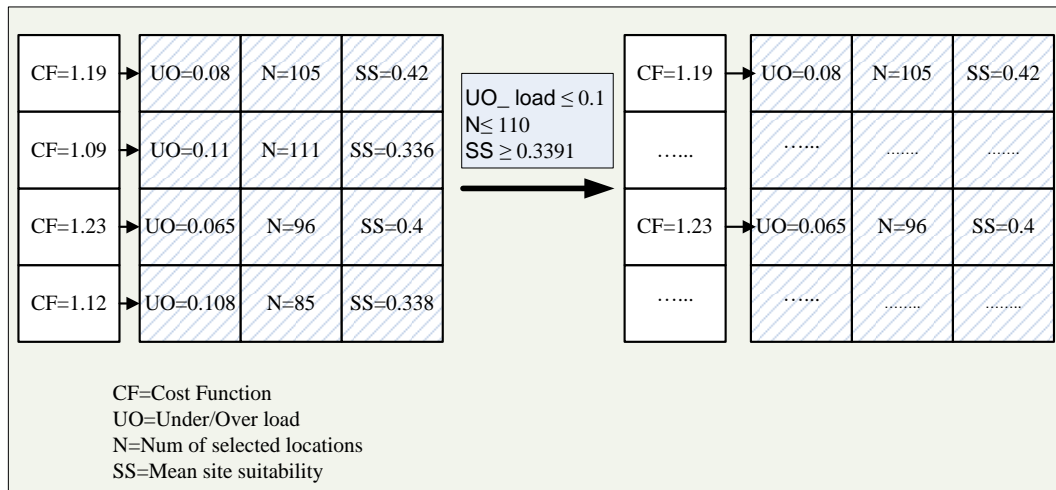 CF=1.19 UO=0.08 N=105 SS=0.42
CF=1.09 UO=0.11 N=111 SS=0.336
CF=1.23 UO=0.065 N=96 SS=0.4
CF=1.12 UO=0.108 N=85 SS=0.338
UO_ load ≤ 0.1
N≤ 110
SS ≥ 0.3391
CF=1.19 UO=0.08 N=105 SS=0.42
…... …... ....... .......
CF=1.23 UO=0.065 N=96 SS=0.4
…... …... ........ ........
CF=Cost Function
UO=Under/Over load
N=Num of selected locations
SS=Mean site suitability